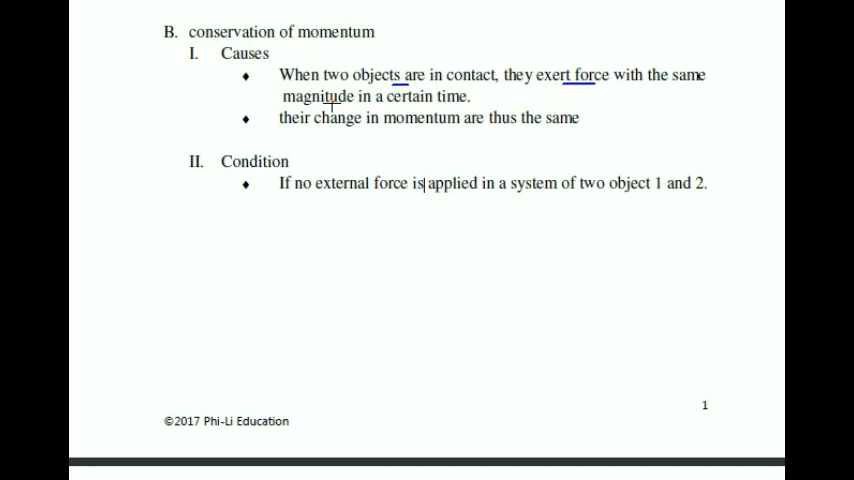 B. conservation of momentum
I. Causes
♦ When two objects are in contact, they exert force with the same
magnitude in a certain time.
♦ their change in momentum are thus the same
II. Condition
♦ If no external force is applied in a system of two object 1 and 2.
1
©2017 Phi-Li Education